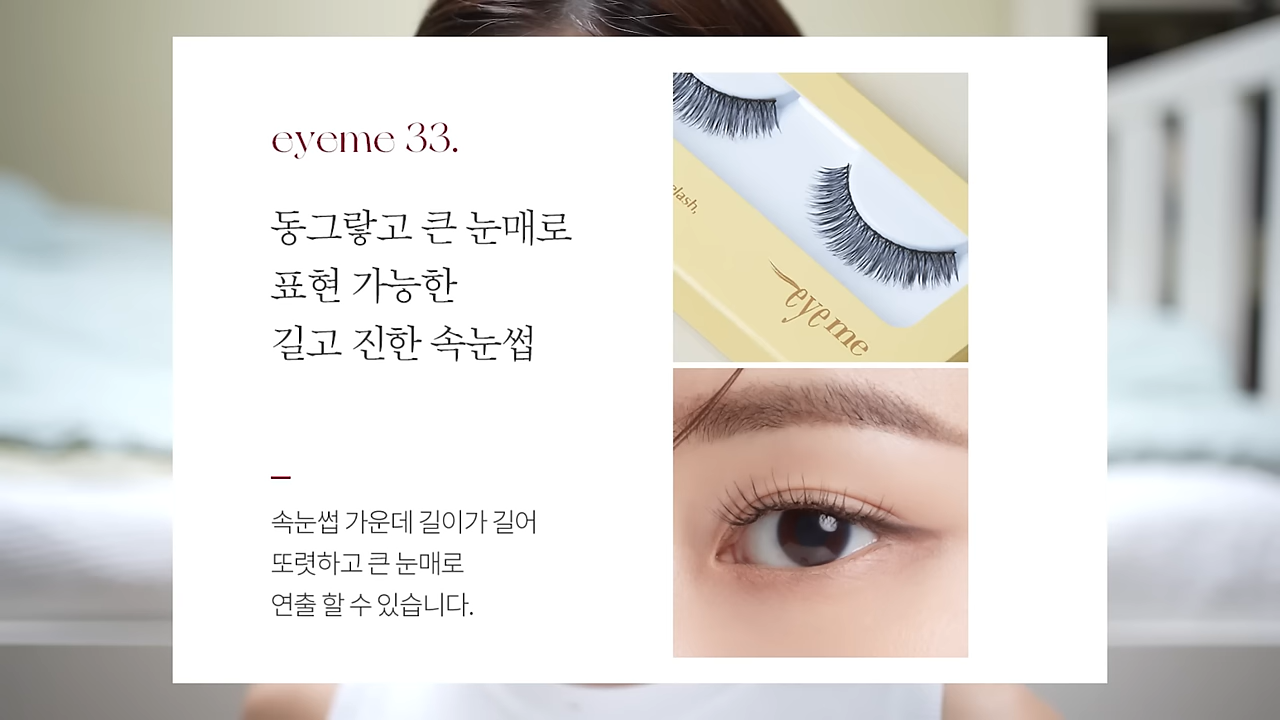 eyeme 33.
동그랗고 큰 눈매로
표현 가능한
길고 진한 속눈썹
속눈썹 가운데 길이가 길어
또렷하고 큰 눈매로
연출 할 수 있습니다.
elash,
eyeme